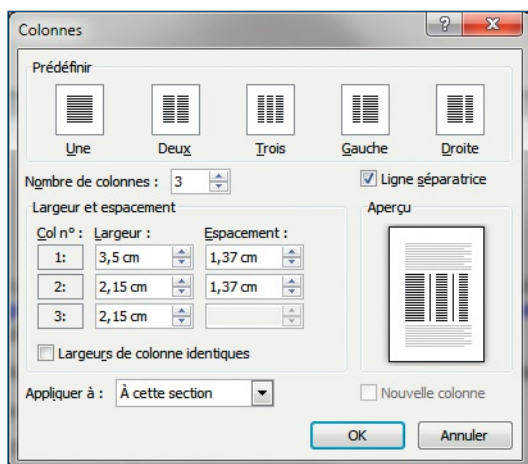 Colonnes
Prédéfinir
Une Deux Trois Gauche Droite
Nombre de colonnes : 3 Ligne séparatrice
Largeur et espacement Aperçu
Col n° : Largeur : Espacement :
1: 3,5 cm 1,37 cm
2: 2,15 cm 1,37 cm
3: 2,15 cm
Largeurs de colonne identiques
Appliquer à : À cette section Nouvelle colonne
OK Annuler